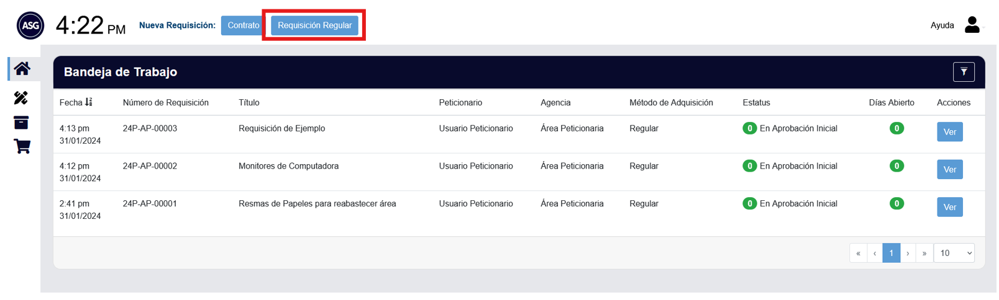 ASG
4:22 PM
Nueva Requisición: Contrato Requisición Regular
Ayuda
Bandeja de Trabajo
Fecha Número de Requisición Título Peticionario Agencia Método de Adquisición Estatus Días Abierto Acciones
4:13 pm 24P-AP-00003 Requisición de Ejemplo Usuario Peticionario Área Peticionaria Regular 0 En Aprobación Inicial 0 Ver
31/01/2024
4:12 pm 24P-AP-00002 Monitores de Computadora Usuario Peticionario Área Peticionaria Regular 0 En Aprobación Inicial 0 Ver
31/01/2024
2:41 pm 24P-AP-00001 Resmas de Papeles para reabastecer área Usuario Peticionario Área Peticionaria Regular 0 En Aprobación Inicial 0 Ver
31/01/2024
« ‹ 1 › » 10